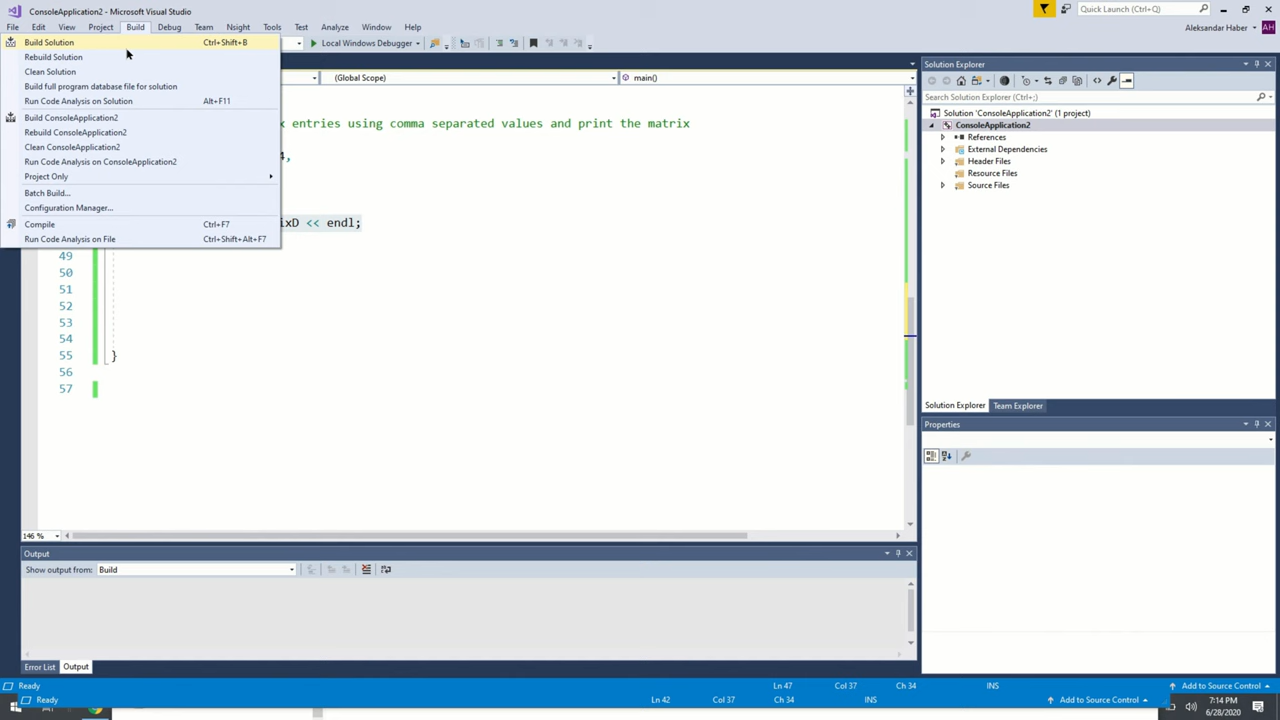 ConsoleApplication2 - Microsoft Visual Studio
Quick Launch (Ctrl+Q)
File Edit View Project Build Debug Team Nsight Tools Test Analyze Window Help
Aleksandar Haber AH
Build Solution Ctrl+Shift+B
Rebuild Solution
Clean Solution
Build full program database file for solution
Run Code Analysis on Solution Alt+F11
Build ConsoleApplication2
Rebuild ConsoleApplication2
Clean ConsoleApplication2
Run Code Analysis on ConsoleApplication2
Project Only
Batch Build...
Configuration Manager...
Compile Ctrl+F7
Run Code Analysis on File Ctrl+Shift+Alt+F7
Local Windows Debugger
(Global Scope) main()
entries using comma separated values and print the matrix
4,
ixD << endl;
49
50
51
52
53
54
55 }
56
57
146 %
Solution Explorer
Search Solution Explorer (Ctrl+;)
Solution 'ConsoleApplication2' (1 project)
ConsoleApplication2
References
External Dependencies
Header Files
Resource Files
Source Files
Solution Explorer Team Explorer
Properties
Output
Show output from: Build
Error List Output
Ready Ln 47 Col 37 Ch 34 INS Add to Source Control
Ready Ln 42 Col 37 Ch 34 INS Add to Source Control
7:14 PM
6/28/2020